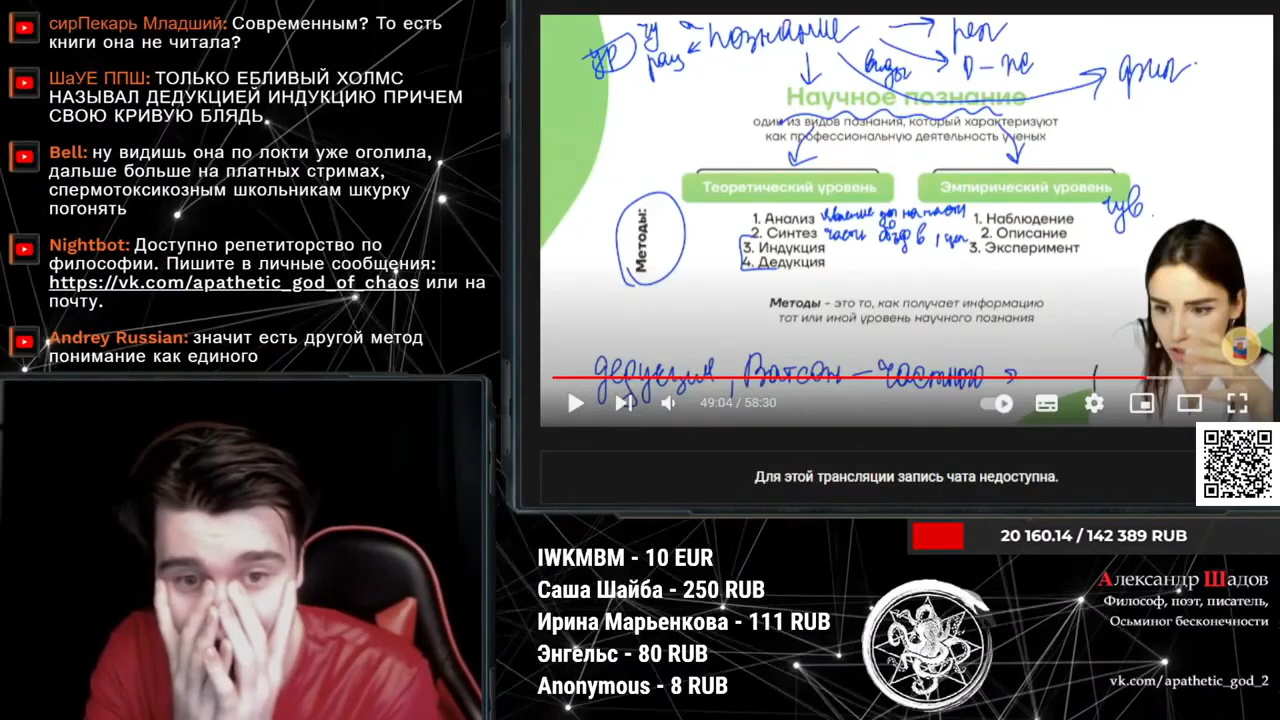 сирПекарь Младший: Современным? То есть
книги она не читала?
ШаУЕ ППШ: ТОЛЬКО ЕБЛИВЫЙ ХОЛМС
НАЗЫВАЛ ДЕДУКЦИЕЙ ИНДУКЦИЮ ПРИЧЕМ
СВОЮ КРИВУЮ БЛЯДЬ
Bell: ну видишь она по локти уже оголила,
дальше больше на платных стримах,
спермотоксикозным школьникам шкурку
погонять
Nightbot: Доступно репетиторство по
философии. Пишите в личные сообщения:
https://vk.com/apathetic_god_of_chaos или на
почту.
Andrey Russian: значит есть другой метод
понимание как единого
познание
виды
Научное познание
один из видов познания, который характеризуют
как профессиональную деятельность ученых
Теоретический уровень
Эмпирический уровень
чув.
Методы:
1. Анализ
2. Синтез части
3. Индукция
4. Дедукция
1. Наблюдение
2. Описание
3. Эксперимент
Методы - это то, как получает информацию
тот или иной уровень научного познания
дедукция, Ватсон - частного
49:04 / 58:30
Для этой трансляции запись чата недоступна.
20 160.14 / 142 389 RUB
IWKMBM - 10 EUR
Саша Шайба - 250 RUB
Ирина Марьенкова - 111 RUB
Энгельс - 80 RUB
Anonymous - 8 RUB
Александр Шадов
Философ, поэт, писатель,
Осьминог бесконечности
vk.com/apathetic_god_2